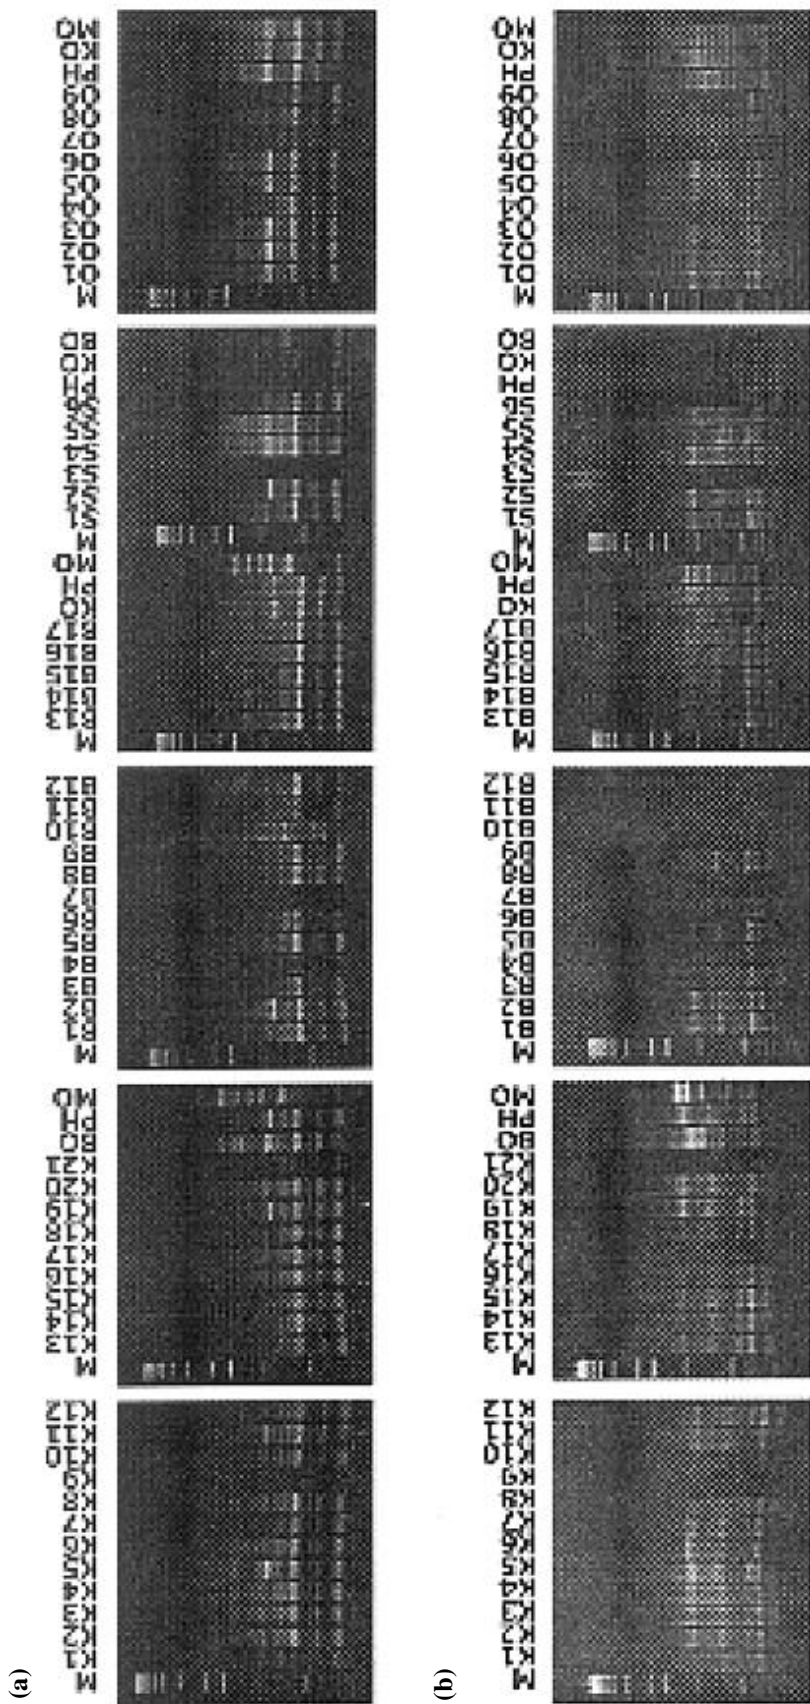 (a)
M K1 K2 K3 K4 K5 K6 K7 K8 K9 K10 K11 K12
M K13 K14 K15 K16 K17 K18 K19 K20 K21 BO PH MO
M B1 B2 B3 B4 B5 B6 B7 B8 B9 B10 B11 B12
M B13 B14 B15 B16 B17 KO PH MO M S1 S2 S3 S4 S5 S6 PH KO BO
M O1 O2 O3 O4 O5 O6 O7 O8 O9 PH KO MO
(b)
M K1 K2 K3 K4 K5 K6 K7 K8 K9 K10 K11 K12
M K13 K14 K15 K16 K17 K18 K19 K20 K21 BO PH MO
M B1 B2 B3 B4 B5 B6 B7 B8 B9 B10 B11 B12
M B13 B14 B15 B16 B17 KO PH MO M S1 S2 S3 S4 S5 S6 PH KO BO
M O1 O2 O3 O4 O5 O6 O7 O8 O9 PH KO MO